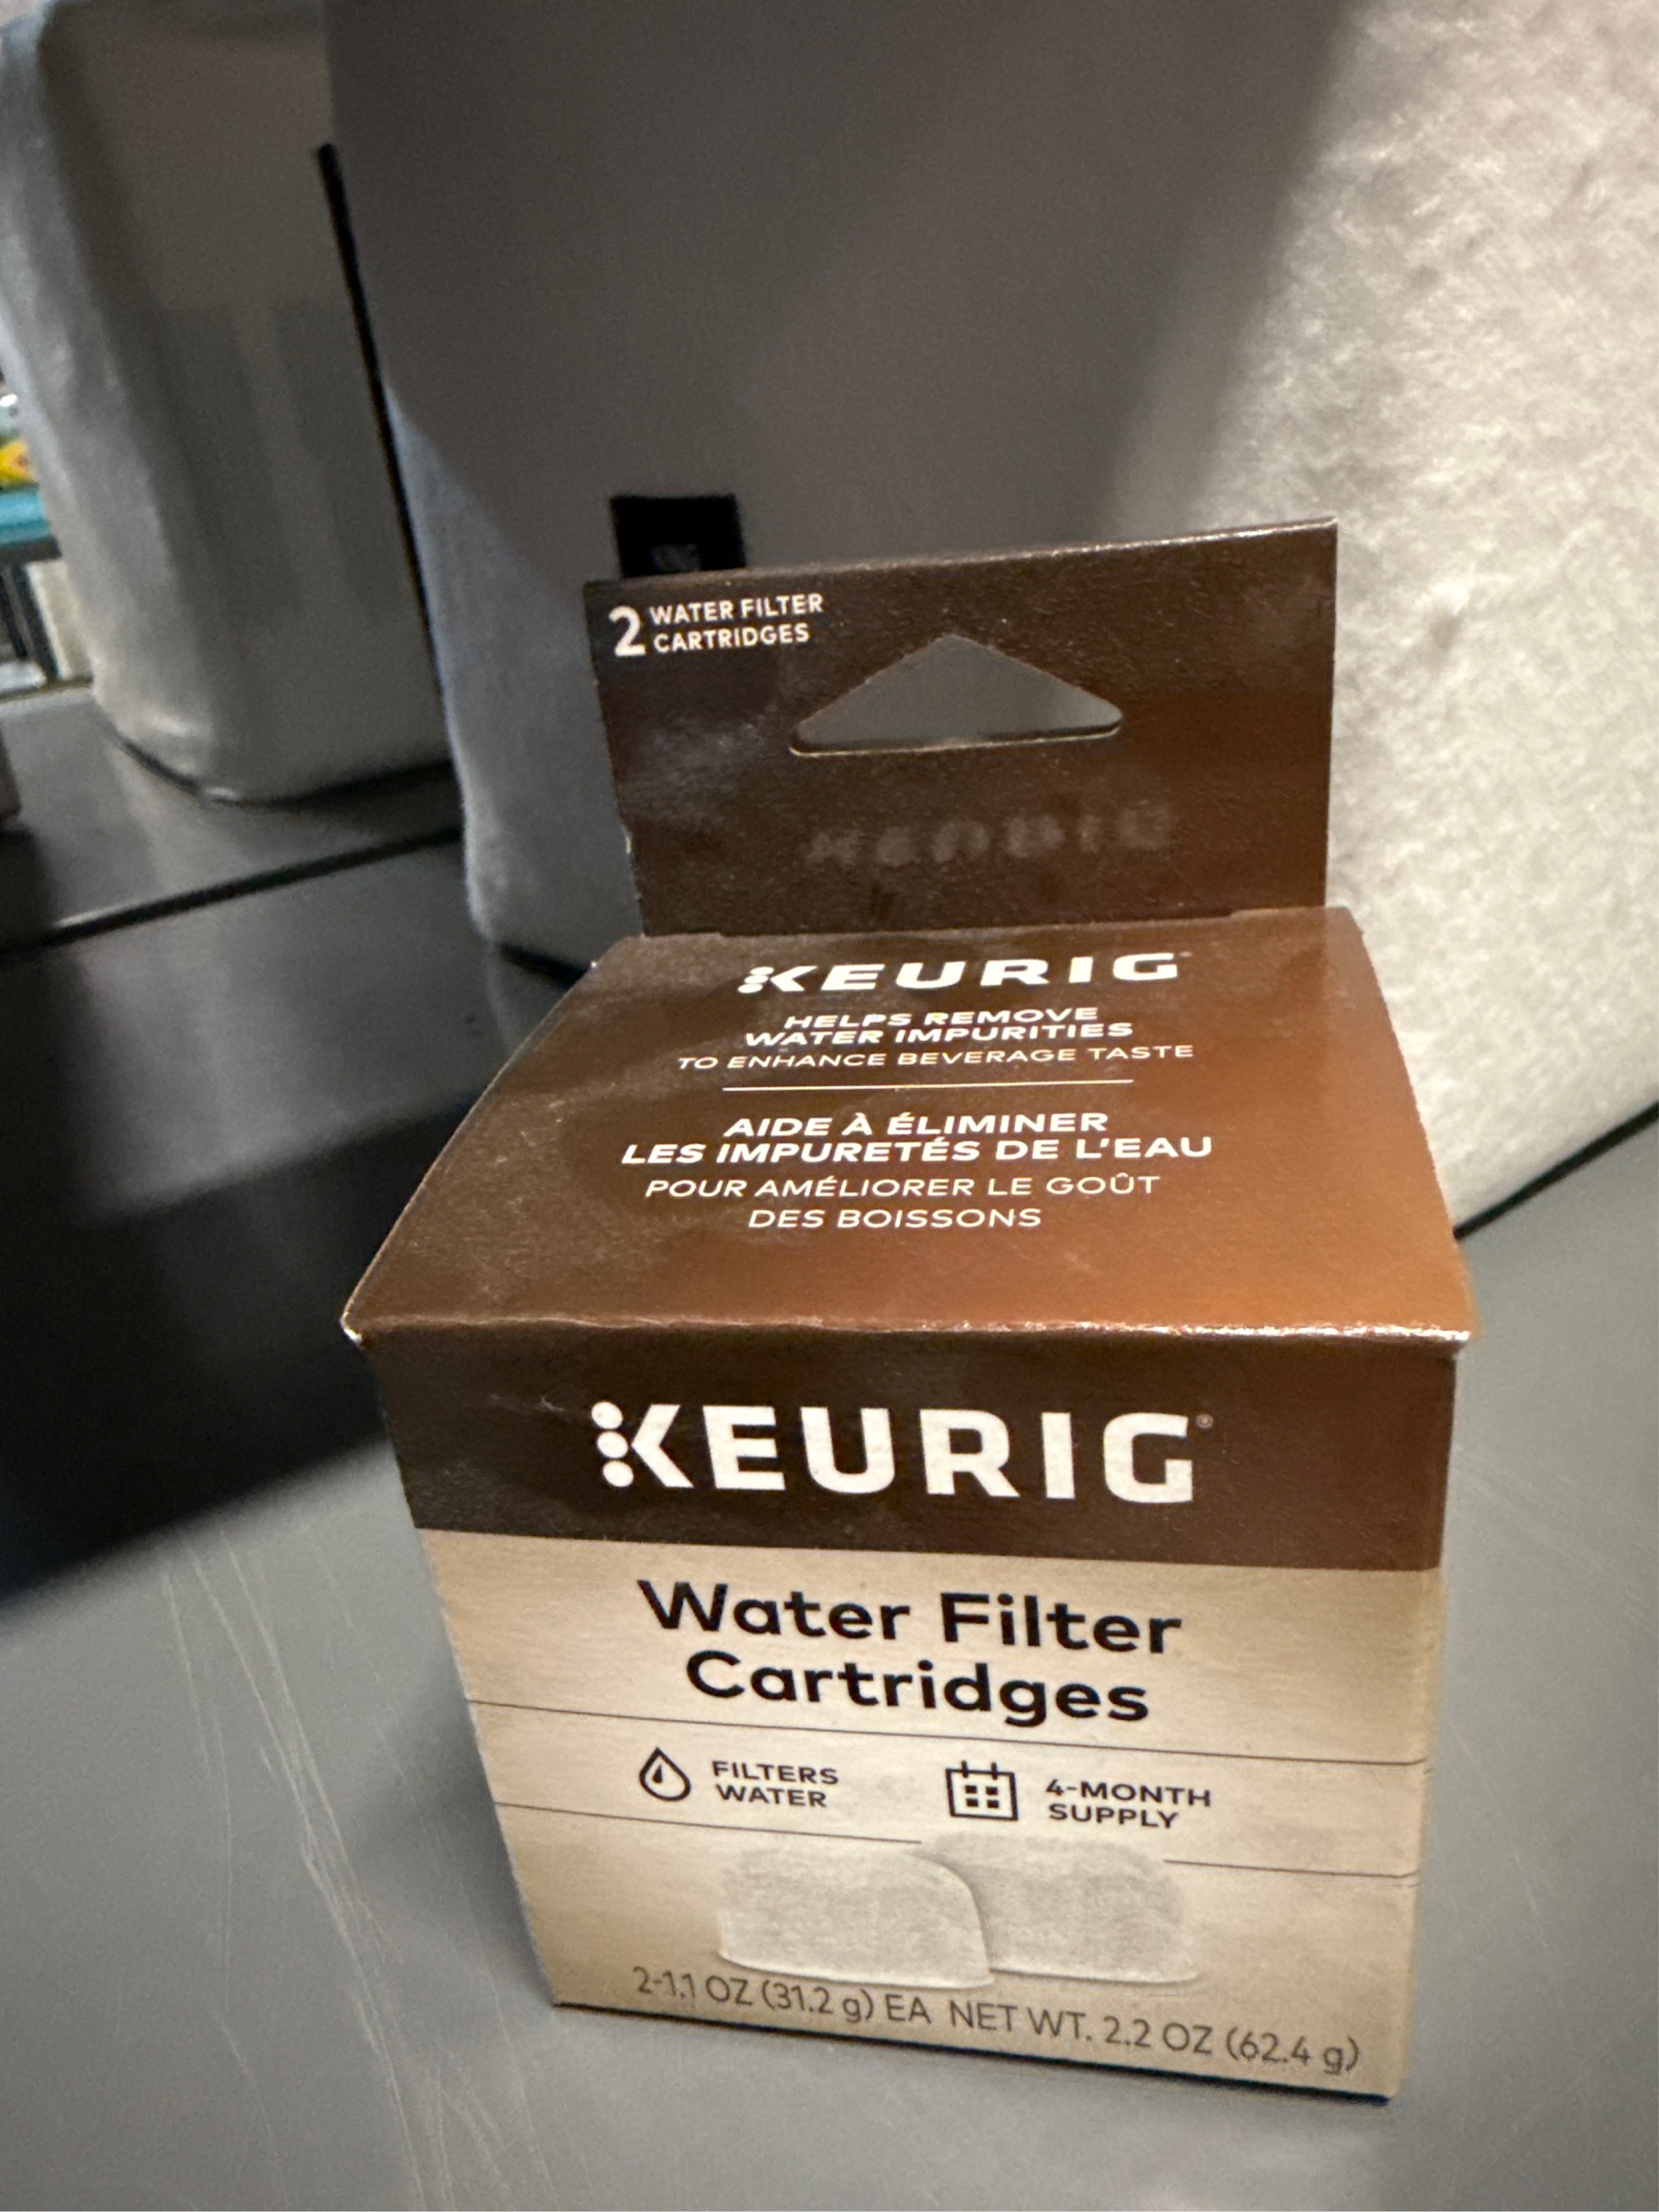 2 WATER FILTER
CARTRIDGES
KEURIG
HELPS REMOVE
WATER IMPURITIES
TO ENHANCE BEVERAGE TASTE
AIDE À ÉLIMINER
LES IMPURETÉS DE L'EAU
POUR AMÉLIORER LE GOÛT
DES BOISSONS
KEURIG®
Water Filter
Cartridges
FILTERS
WATER
4-MONTH
SUPPLY
2-1.1 OZ (31.2 g) EA NET WT. 2.2 OZ (62.4 g)